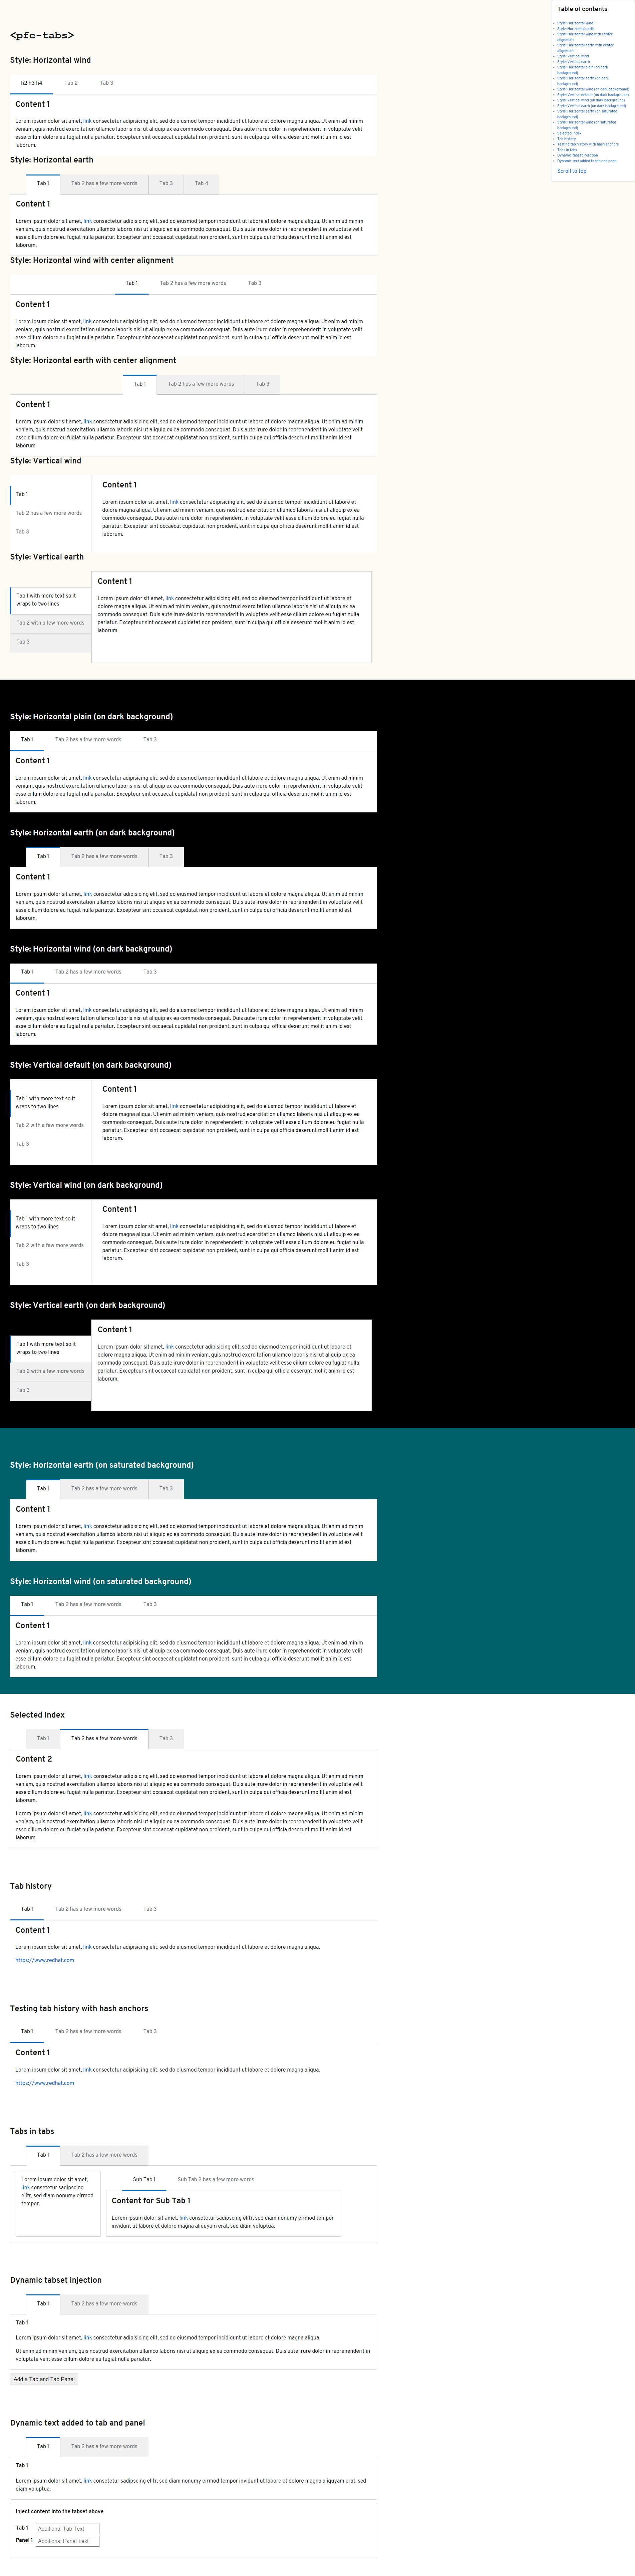 <pfe-tabs>
Style: Horizontal wind
h2 h3 h4 Tab 2 Tab 3
Content 1
Lorem ipsum dolor sit amet, link consectetur adipisicing elit, sed do eiusmod tempor incididunt ut labore et dolore magna aliqua. Ut enim ad minim
veniam, quis nostrud exercitation ullamco laboris nisi ut aliquip ex ea commodo consequat. Duis aute irure dolor in reprehenderit in voluptate velit
esse cillum dolore eu fugiat nulla pariatur. Excepteur sint occaecat cupidatat non proident, sunt in culpa qui officia deserunt mollit anim id est
laborum.
Style: Horizontal earth
Tab 1 Tab 2 has a few more words Tab 3 Tab 4
Content 1
Lorem ipsum dolor sit amet, link consectetur adipisicing elit, sed do eiusmod tempor incididunt ut labore et dolore magna aliqua. Ut enim ad minim
veniam, quis nostrud exercitation ullamco laboris nisi ut aliquip ex ea commodo consequat. Duis aute irure dolor in reprehenderit in voluptate velit
esse cillum dolore eu fugiat nulla pariatur. Excepteur sint occaecat cupidatat non proident, sunt in culpa qui officia deserunt mollit anim id est
laborum.
Style: Horizontal wind with center alignment
Tab 1 Tab 2 has a few more words Tab 3
Content 1
Lorem ipsum dolor sit amet, link consectetur adipisicing elit, sed do eiusmod tempor incididunt ut labore et dolore magna aliqua. Ut enim ad minim
veniam, quis nostrud exercitation ullamco laboris nisi ut aliquip ex ea commodo consequat. Duis aute irure dolor in reprehenderit in voluptate velit
esse cillum dolore eu fugiat nulla pariatur. Excepteur sint occaecat cupidatat non proident, sunt in culpa qui officia deserunt mollit anim id est
laborum.
Style: Horizontal earth with center alignment
Tab 1 Tab 2 has a few more words Tab 3
Content 1
Lorem ipsum dolor sit amet, link consectetur adipisicing elit, sed do eiusmod tempor incididunt ut labore et dolore magna aliqua. Ut enim ad minim
veniam, quis nostrud exercitation ullamco laboris nisi ut aliquip ex ea commodo consequat. Duis aute irure dolor in reprehenderit in voluptate velit
esse cillum dolore eu fugiat nulla pariatur. Excepteur sint occaecat cupidatat non proident, sunt in culpa qui officia deserunt mollit anim id est
laborum.
Style: Vertical wind
Tab 1
Tab 2 has a few more words
Tab 3
Content 1
Lorem ipsum dolor sit amet, link consectetur adipisicing elit, sed do eiusmod tempor incididunt ut labore et
dolore magna aliqua. Ut enim ad minim veniam, quis nostrud exercitation ullamco laboris nisi ut aliquip ex ea
commodo consequat. Duis aute irure dolor in reprehenderit in voluptate velit esse cillum dolore eu fugiat nulla
pariatur. Excepteur sint occaecat cupidatat non proident, sunt in culpa qui officia deserunt mollit anim id est
laborum.
Style: Vertical earth
Tab 1 with more text so it
wraps to two lines
Tab 2 with a few more words
Tab 3
Content 1
Lorem ipsum dolor sit amet, link consectetur adipisicing elit, sed do eiusmod tempor incididunt ut labore et
dolore magna aliqua. Ut enim ad minim veniam, quis nostrud exercitation ullamco laboris nisi ut aliquip ex ea
commodo consequat. Duis aute irure dolor in reprehenderit in voluptate velit esse cillum dolore eu fugiat nulla
pariatur. Excepteur sint occaecat cupidatat non proident, sunt in culpa qui officia deserunt mollit anim id est
laborum.
Table of contents
Style: Horizontal wind
Style: Horizontal earth
Style: Horizontal wind with center
alignment
Style: Horizontal earth with center
alignment
Style: Vertical wind
Style: Vertical earth
Style: Horizontal plain (on dark
background)
Style: Horizontal earth (on dark
background)
Style: Horizontal wind (on dark background)
Style: Vertical default (on dark background)
Style: Vertical wind (on dark background)
Style: Vertical earth (on dark background)
Style: Horizontal earth (on saturated
background)
Style: Horizontal wind (on saturated
background)
Selected Index
Tab history
Testing tab history with hash anchors
Tabs in tabs
Dynamic tabset injection
Dynamic text added to tab and panel
Scroll to top
Style: Horizontal plain (on dark background)
Tab 1 Tab 2 has a few more words Tab 3
Content 1
Lorem ipsum dolor sit amet, link consectetur adipisicing elit, sed do eiusmod tempor incididunt ut labore et dolore magna aliqua. Ut enim ad minim
veniam, quis nostrud exercitation ullamco laboris nisi ut aliquip ex ea commodo consequat. Duis aute irure dolor in reprehenderit in voluptate velit
esse cillum dolore eu fugiat nulla pariatur. Excepteur sint occaecat cupidatat non proident, sunt in culpa qui officia deserunt mollit anim id est
laborum.
Style: Horizontal earth (on dark background)
Tab 1 Tab 2 has a few more words Tab 3
Content 1
Lorem ipsum dolor sit amet, link consectetur adipisicing elit, sed do eiusmod tempor incididunt ut labore et dolore magna aliqua. Ut enim ad minim
veniam, quis nostrud exercitation ullamco laboris nisi ut aliquip ex ea commodo consequat. Duis aute irure dolor in reprehenderit in voluptate velit
esse cillum dolore eu fugiat nulla pariatur. Excepteur sint occaecat cupidatat non proident, sunt in culpa qui officia deserunt mollit anim id est
laborum.
Style: Horizontal wind (on dark background)
Tab 1 Tab 2 has a few more words Tab 3
Content 1
Lorem ipsum dolor sit amet, link consectetur adipisicing elit, sed do eiusmod tempor incididunt ut labore et dolore magna aliqua. Ut enim ad minim
veniam, quis nostrud exercitation ullamco laboris nisi ut aliquip ex ea commodo consequat. Duis aute irure dolor in reprehenderit in voluptate velit
esse cillum dolore eu fugiat nulla pariatur. Excepteur sint occaecat cupidatat non proident, sunt in culpa qui officia deserunt mollit anim id est
laborum.
Style: Vertical default (on dark background)
Tab 1 with more text so it
wraps to two lines
Tab 2 with a few more words
Tab 3
Content 1
Lorem ipsum dolor sit amet, link consectetur adipisicing elit, sed do eiusmod tempor incididunt ut labore et
dolore magna aliqua. Ut enim ad minim veniam, quis nostrud exercitation ullamco laboris nisi ut aliquip ex ea
commodo consequat. Duis aute irure dolor in reprehenderit in voluptate velit esse cillum dolore eu fugiat nulla
pariatur. Excepteur sint occaecat cupidatat non proident, sunt in culpa qui officia deserunt mollit anim id est
laborum.
Style: Vertical wind (on dark background)
Tab 1 with more text so it
wraps to two lines
Tab 2 with a few more words
Tab 3
Content 1
Lorem ipsum dolor sit amet, link consectetur adipisicing elit, sed do eiusmod tempor incididunt ut labore et
dolore magna aliqua. Ut enim ad minim veniam, quis nostrud exercitation ullamco laboris nisi ut aliquip ex ea
commodo consequat. Duis aute irure dolor in reprehenderit in voluptate velit esse cillum dolore eu fugiat nulla
pariatur. Excepteur sint occaecat cupidatat non proident, sunt in culpa qui officia deserunt mollit anim id est
laborum.
Style: Vertical earth (on dark background)
Tab 1 with more text so it
wraps to two lines
Tab 2 with a few more words
Tab 3
Content 1
Lorem ipsum dolor sit amet, link consectetur adipisicing elit, sed do eiusmod tempor incididunt ut labore et
dolore magna aliqua. Ut enim ad minim veniam, quis nostrud exercitation ullamco laboris nisi ut aliquip ex ea
commodo consequat. Duis aute irure dolor in reprehenderit in voluptate velit esse cillum dolore eu fugiat nulla
pariatur. Excepteur sint occaecat cupidatat non proident, sunt in culpa qui officia deserunt mollit anim id est
laborum.
Style: Horizontal earth (on saturated background)
Tab 1 Tab 2 has a few more words Tab 3
Content 1
Lorem ipsum dolor sit amet, link consectetur adipisicing elit, sed do eiusmod tempor incididunt ut labore et dolore magna aliqua. Ut enim ad minim
veniam, quis nostrud exercitation ullamco laboris nisi ut aliquip ex ea commodo consequat. Duis aute irure dolor in reprehenderit in voluptate velit
esse cillum dolore eu fugiat nulla pariatur. Excepteur sint occaecat cupidatat non proident, sunt in culpa qui officia deserunt mollit anim id est
laborum.
Style: Horizontal wind (on saturated background)
Tab 1 Tab 2 has a few more words Tab 3
Content 1
Lorem ipsum dolor sit amet, link consectetur adipisicing elit, sed do eiusmod tempor incididunt ut labore et dolore magna aliqua. Ut enim ad minim
veniam, quis nostrud exercitation ullamco laboris nisi ut aliquip ex ea commodo consequat. Duis aute irure dolor in reprehenderit in voluptate velit
esse cillum dolore eu fugiat nulla pariatur. Excepteur sint occaecat cupidatat non proident, sunt in culpa qui officia deserunt mollit anim id est
laborum.
Selected Index
Tab 1 Tab 2 has a few more words Tab 3
Content 2
Lorem ipsum dolor sit amet, link consectetur adipisicing elit, sed do eiusmod tempor incididunt ut labore et dolore magna aliqua. Ut enim ad minim
veniam, quis nostrud exercitation ullamco laboris nisi ut aliquip ex ea commodo consequat. Duis aute irure dolor in reprehenderit in voluptate velit
esse cillum dolore eu fugiat nulla pariatur. Excepteur sint occaecat cupidatat non proident, sunt in culpa qui officia deserunt mollit anim id est
laborum.
Lorem ipsum dolor sit amet, link consectetur adipisicing elit, sed do eiusmod tempor incididunt ut labore et dolore magna aliqua. Ut enim ad minim
veniam, quis nostrud exercitation ullamco laboris nisi ut aliquip ex ea commodo consequat. Duis aute irure dolor in reprehenderit in voluptate velit
esse cillum dolore eu fugiat nulla pariatur. Excepteur sint occaecat cupidatat non proident, sunt in culpa qui officia deserunt mollit anim id est
laborum.
Tab history
Tab 1 Tab 2 has a few more words Tab 3
Content 1
Lorem ipsum dolor sit amet, link consectetur adipisicing elit, sed do eiusmod tempor incididunt ut labore et dolore magna aliqua.
https://www.redhat.com
Testing tab history with hash anchors
Tab 1 Tab 2 has a few more words Tab 3
Content 1
Lorem ipsum dolor sit amet, link consectetur adipisicing elit, sed do eiusmod tempor incididunt ut labore et dolore magna aliqua.
https://www.redhat.com
Tabs in tabs
Tab 1 Tab 2 has a few more words
Lorem ipsum dolor sit amet,
link consetetur sadipscing
elitr, sed diam nonumy eirmod
tempor.
Sub Tab 1 Sub Tab 2 has a few more words
Content for Sub Tab 1
Lorem ipsum dolor sit amet, link consetetur sadipscing elitr, sed diam nonumy eirmod tempor
invidunt ut labore et dolore magna aliquyam erat, sed diam voluptua.
Dynamic tabset injection
Tab 1 Tab 2 has a few more words
Tab 1
Lorem ipsum dolor sit amet, link consectetur adipisicing elit, sed do eiusmod tempor incididunt ut labore et dolore magna aliqua.
Ut enim ad minim veniam, quis nostrud exercitation ullamco laboris nisi ut aliquip ex ea commodo consequat. Duis aute irure dolor in reprehenderit in
voluptate velit esse cillum dolore eu fugiat nulla pariatur.
Add a Tab and Tab Panel
Dynamic text added to tab and panel
Tab 1 Tab 2 has a few more words
Tab 1
Lorem ipsum dolor sit amet, link consetetur sadipscing elitr, sed diam nonumy eirmod tempor invidunt ut labore et dolore magna aliquyam erat, sed
diam voluptua.
Inject content into the tabset above
Tab 1 Additional Tab Text
Panel 1 Additional Panel Text